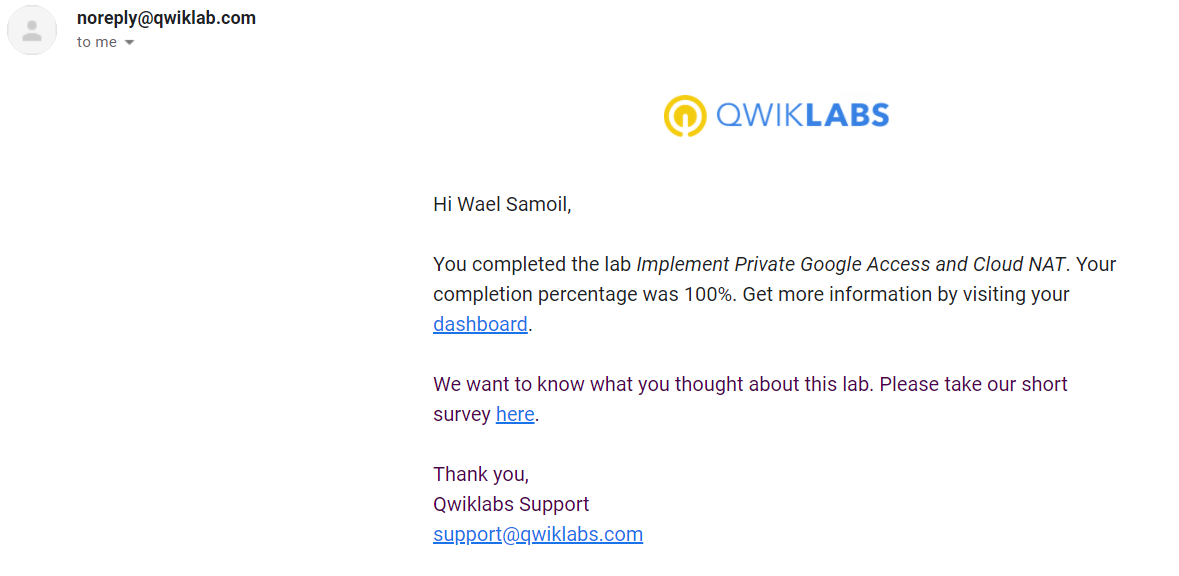 noreply@qwiklab.com
to me
QWIKLABS
Hi Wael Samoil,
You completed the lab Implement Private Google Access and Cloud NAT. Your
completion percentage was 100%. Get more information by visiting your
dashboard.
We want to know what you thought about this lab. Please take our short
survey here.
Thank you,
Qwiklabs Support
support@qwiklabs.com